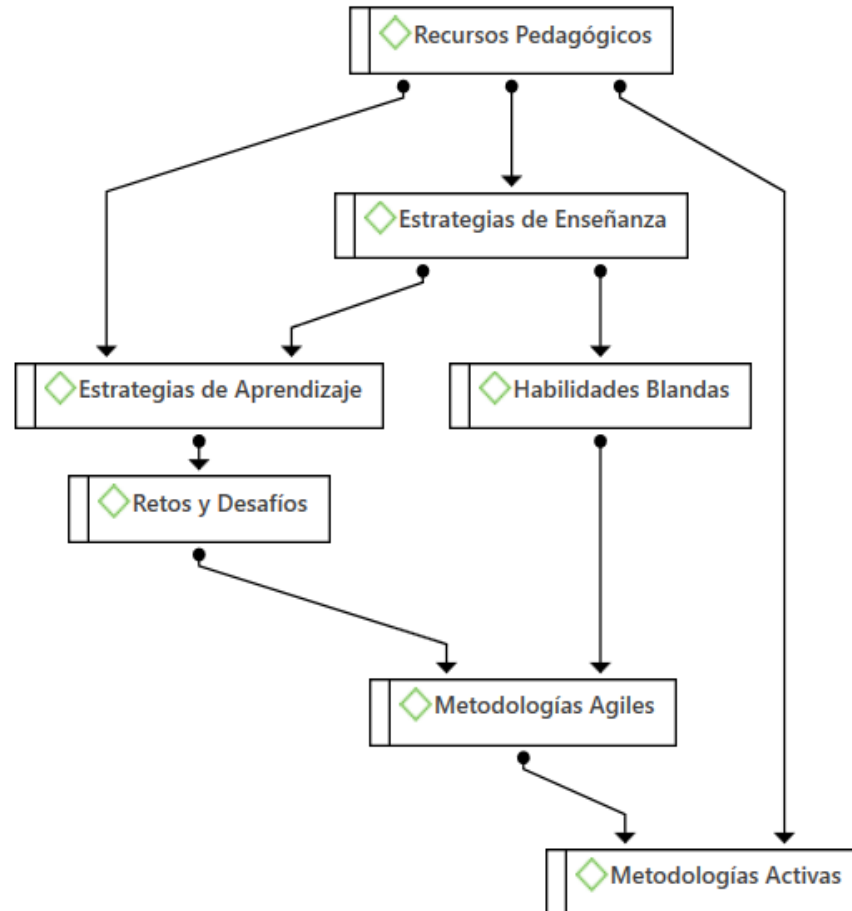 Recursos Pedagógicos
Estrategias de Enseñanza
Estrategias de Aprendizaje
Habilidades Blandas
Retos y Desafíos
Metodologías Agiles
Metodologías Activas